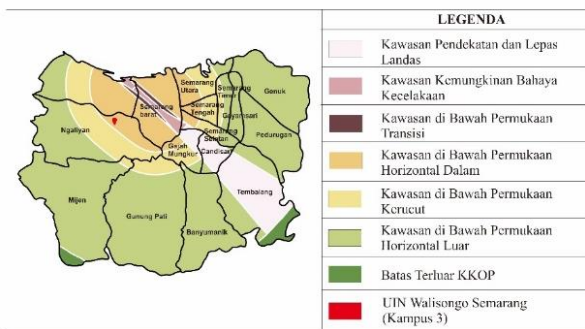 LEGENDA
Kawasan Pendekatan dan Lepas
Landas
Kawasan Kemungkinan Bahaya
Kecelakaan
Kawasan di Bawah Permukaan
Transisi
Kawasan di Bawah Permukaan
Horizontal Dalam
Kawasan di Bawah Permukaan
Kerucut
Kawasan di Bawah Permukaan
Horizontal Luar
Batas Terluar KKOP
UIN Walisongo Semarang
(Kampus 3)
Semarang
Utara
Semarang
Timur
Genuk
Semarang
barat
Semarang
Tengah
Gayamsari
Ngaliyan
Pedurungan
Semarang
Selatan
Gajah
Mungkur
Candisari
Tembalang
Mijen
Gunung Pati
Banyumanik